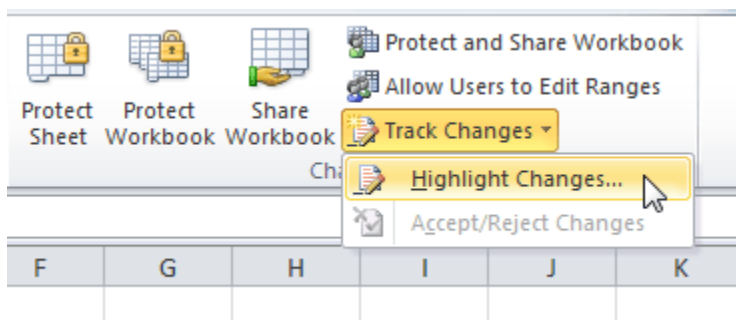 Protect Sheet
Protect Workbook
Share Workbook
Protect and Share Workbook
Allow Users to Edit Ranges
Track Changes
Cha
Highlight Changes...
Accept/Reject Changes
F G H I J K